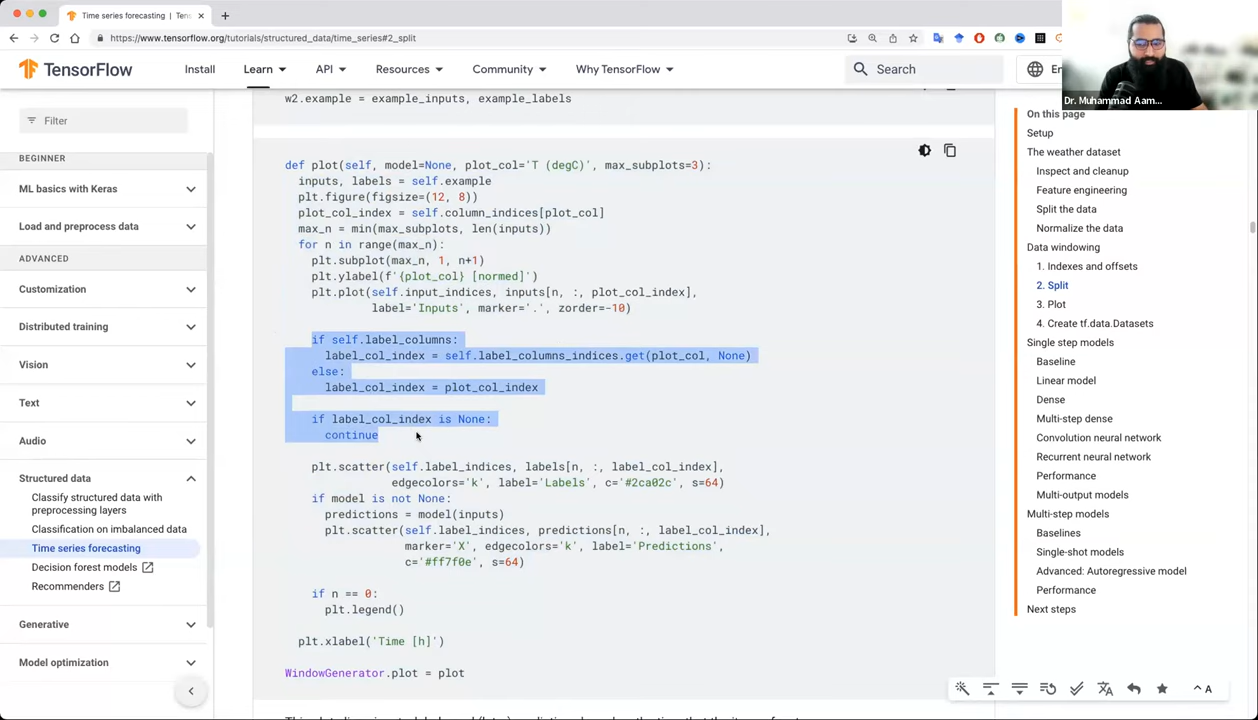 Time series forecasting | Tens
https://www.tensorflow.org/tutorials/structured_data/time_series#2_split
TensorFlow
Install
Learn
API
Resources
Community
Why TensorFlow
Search
Dr. Muhammad Aam...
Filter
BEGINNER
ML basics with Keras
Load and preprocess data
ADVANCED
Customization
Distributed training
Vision
Text
Audio
Structured data
Classify structured data with
preprocessing layers
Classification on imbalanced data
Time series forecasting
Decision forest models
Recommenders
Generative
Model optimization
w2.example = example_inputs, example_labels
def plot(self, model=None, plot_col='T (degC)', max_subplots=3):
inputs, labels = self.example
plt.figure(figsize=(12, 8))
plot_col_index = self.column_indices[plot_col]
max_n = min(max_subplots, len(inputs))
for n in range(max_n):
plt.subplot(max_n, 1, n+1)
plt.ylabel(f'{plot_col} [normed]')
plt.plot(self.input_indices, inputs[n, :, plot_col_index],
label='Inputs', marker='.', zorder=-10)
if self.label_columns:
label_col_index = self.label_columns_indices.get(plot_col, None)
else:
label_col_index = plot_col_index
if label_col_index is None:
continue
plt.scatter(self.label_indices, labels[n, :, label_col_index],
edgecolors='k', label='Labels', c='#2ca02c', s=64)
if model is not None:
predictions = model(inputs)
plt.scatter(self.label_indices, predictions[n, :, label_col_index],
marker='X', edgecolors='k', label='Predictions',
c='#ff7f0e', s=64)
if n == 0:
plt.legend()
plt.xlabel('Time [h]')
WindowGenerator.plot = plot
On this page
Setup
The weather dataset
Inspect and cleanup
Feature engineering
Split the data
Normalize the data
Data windowing
1. Indexes and offsets
2. Split
3. Plot
4. Create tf.data.Datasets
Single step models
Baseline
Linear model
Dense
Multi-step dense
Convolution neural network
Recurrent neural network
Performance
Multi-output models
Multi-step models
Baselines
Single-shot models
Advanced: Autoregressive model
Performance
Next steps
A